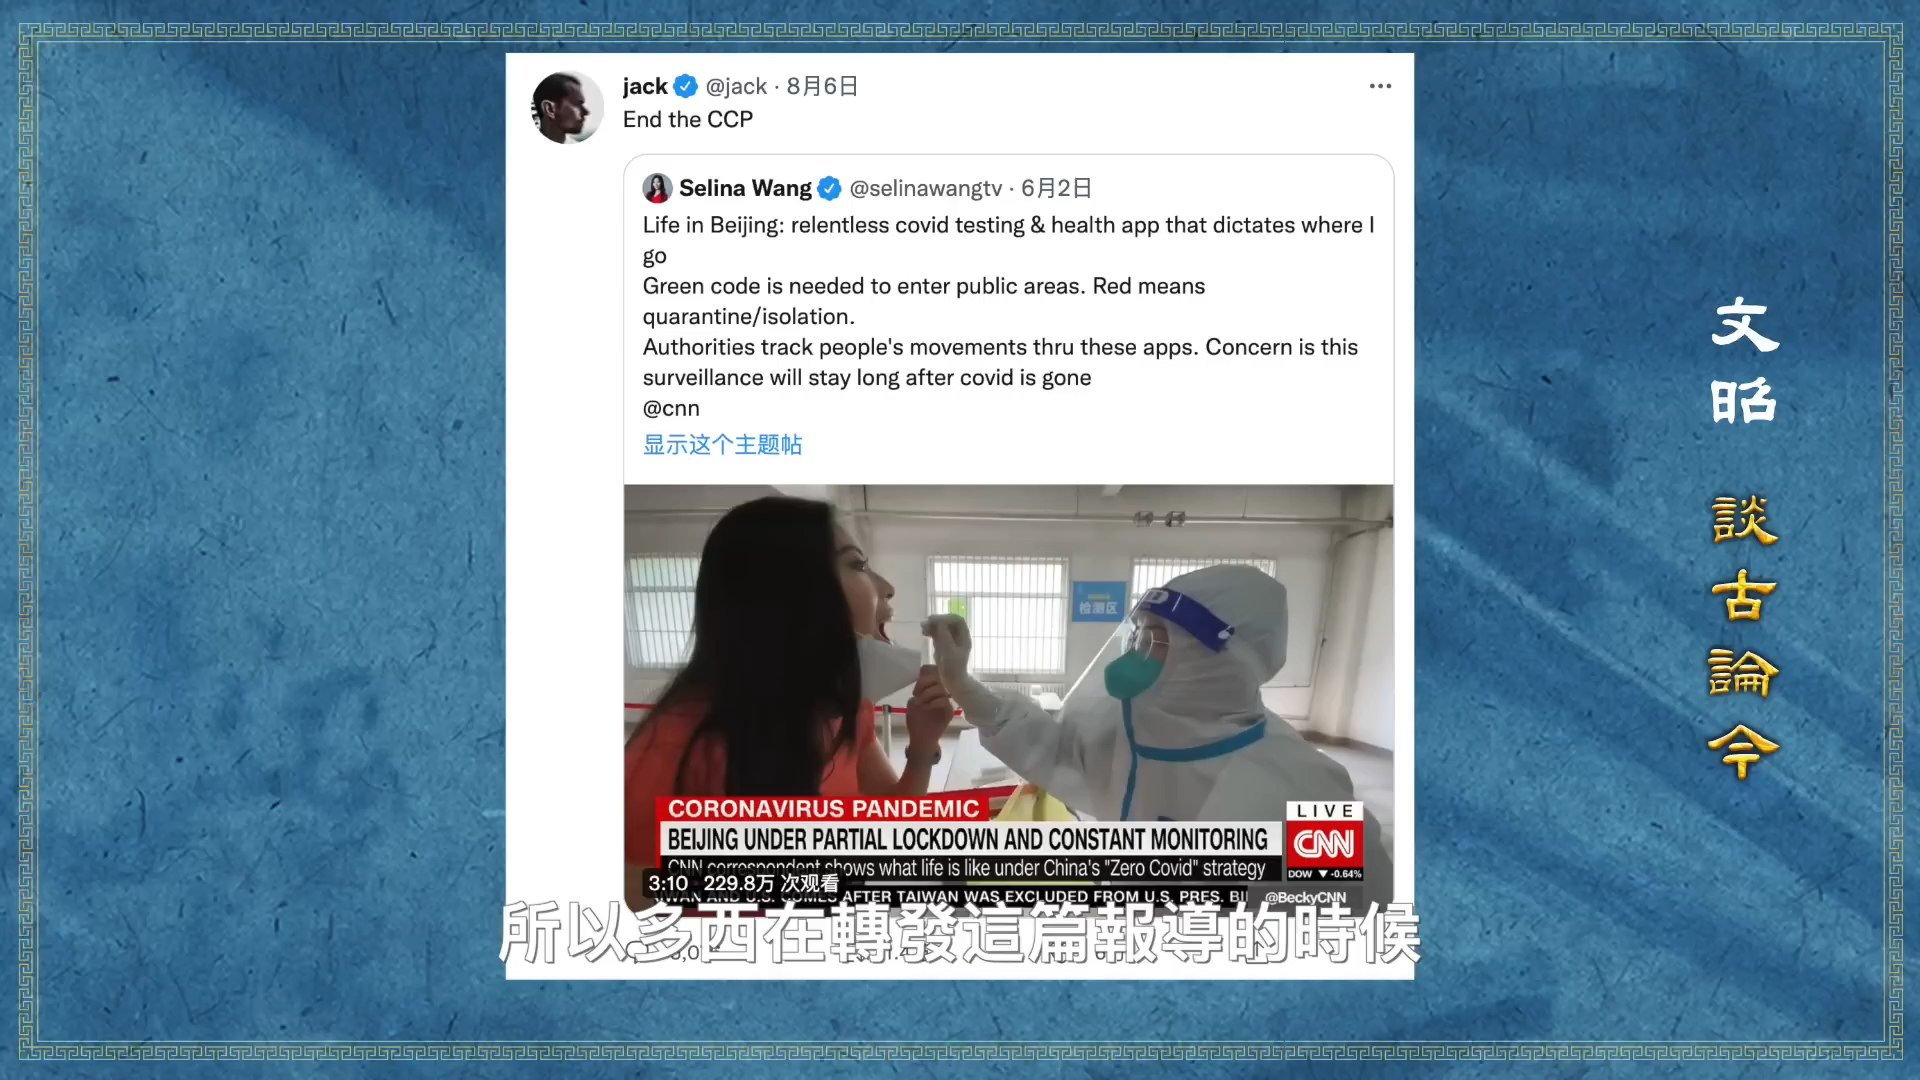 jack @jack · 8月6日
End the CCP
Selina Wang @selinawangtv · 6月2日
Life in Beijing: relentless covid testing & health app that dictates where I
go
Green code is needed to enter public areas. Red means
quarantine/isolation.
Authorities track people's movements thru these apps. Concern is this
surveillance will stay long after covid is gone
@cnn
显示这个主题帖
检测区
CORONAVIRUS PANDEMIC
BEIJING UNDER PARTIAL LOCKDOWN AND CONSTANT MONITORING
CNN correspondent shows what life is like under China's "Zero Covid" strategy
LIVE
CNN
DOW ▼ -0.64%
3:10 229.8万 次观看
AFTER TAIWAN WAS EXCLUDED FROM U.S. PRES. BI
@BeckyCNN
所以多西在轉發這篇報導的時候
文昭
談古論今